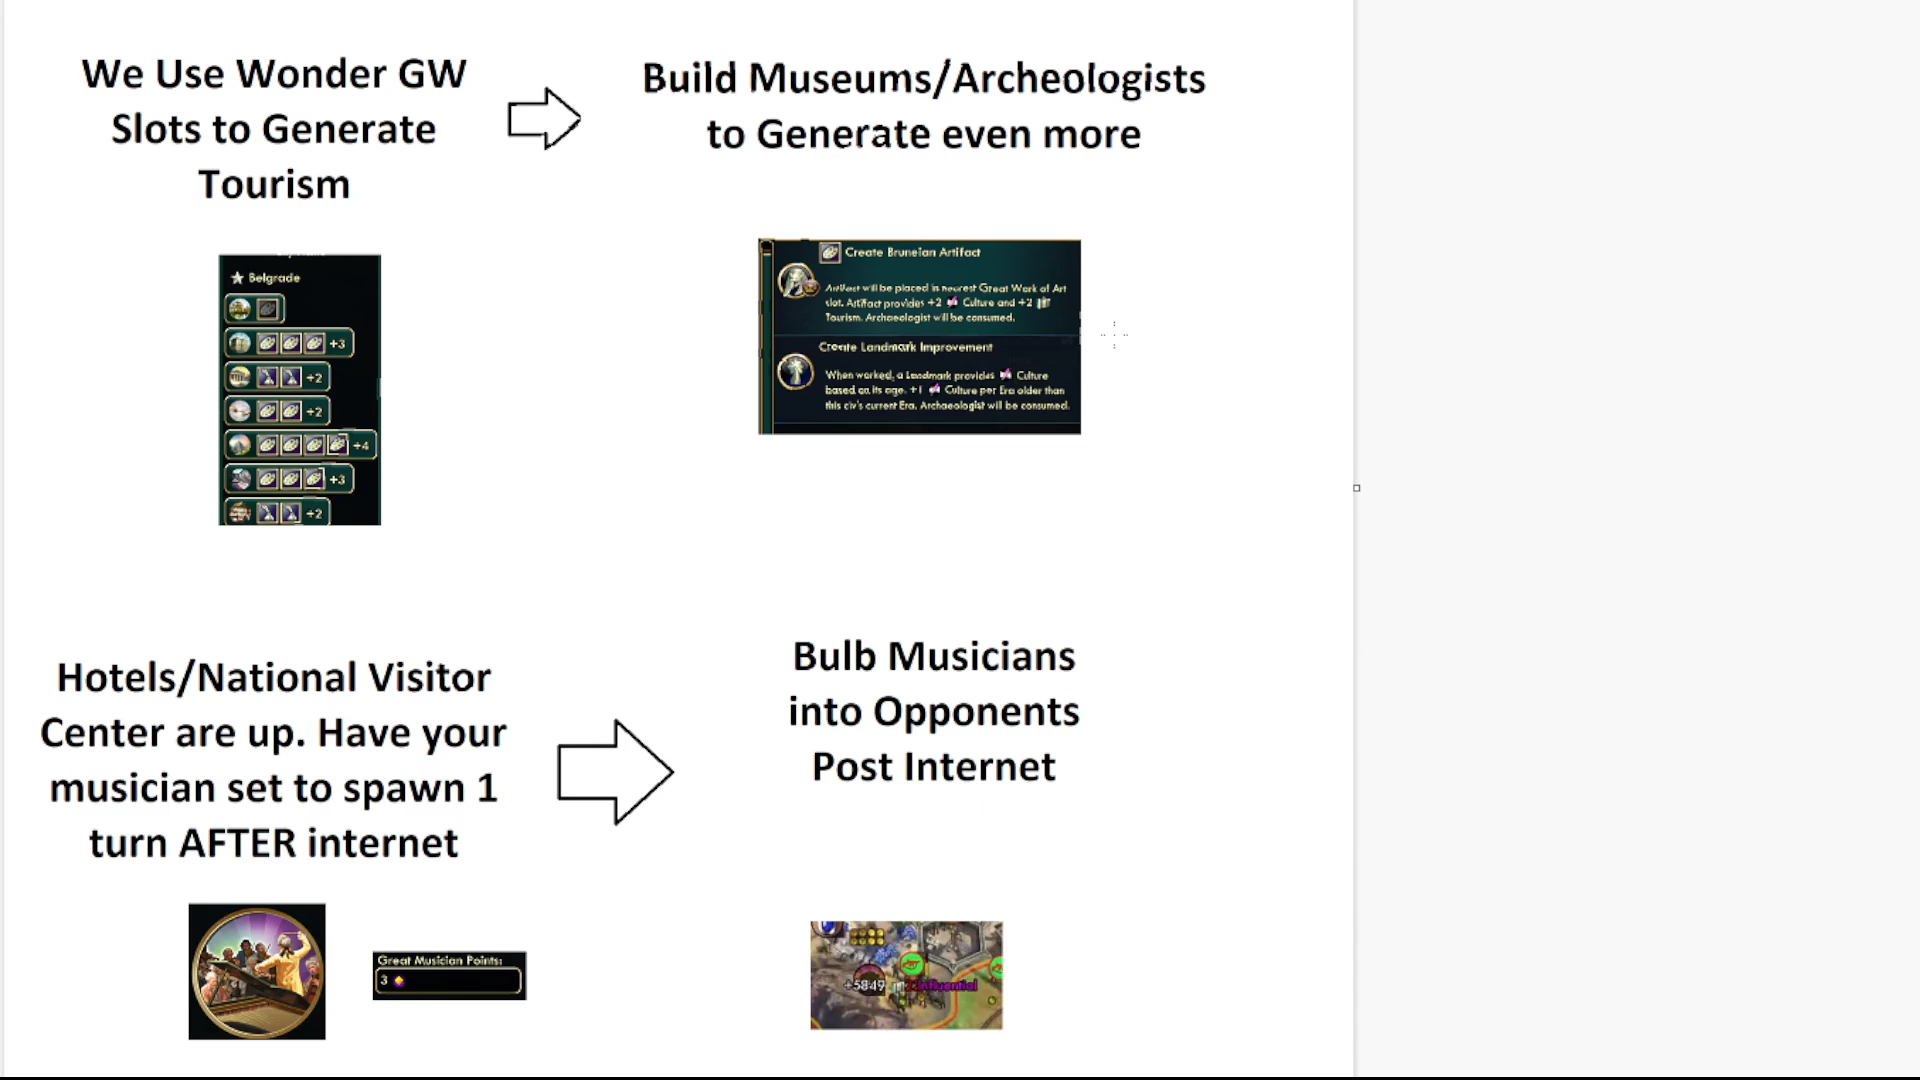 We Use Wonder GW
Slots to Generate
Tourism
Build Museums/Archeologists
to Generate even more
Belgrade
+3
+2
+2
+4
+3
+2
Create Bruneian Artifact
Artifact will be placed in nearest Great Work of Art
slot. Artifact provides +2 Culture and +2
Tourism. Archaeologist will be consumed.
Create Landmark Improvement
When worked, a Landmark provides Culture
based on its age. +1 Culture per Era older than
this civ's current Era. Archaeologist will be consumed.
Hotels/National Visitor
Center are up. Have your
musician set to spawn 1
turn AFTER internet
Bulb Musicians
into Opponents
Post Internet
Great Musician Points:
3
+5849 Influential